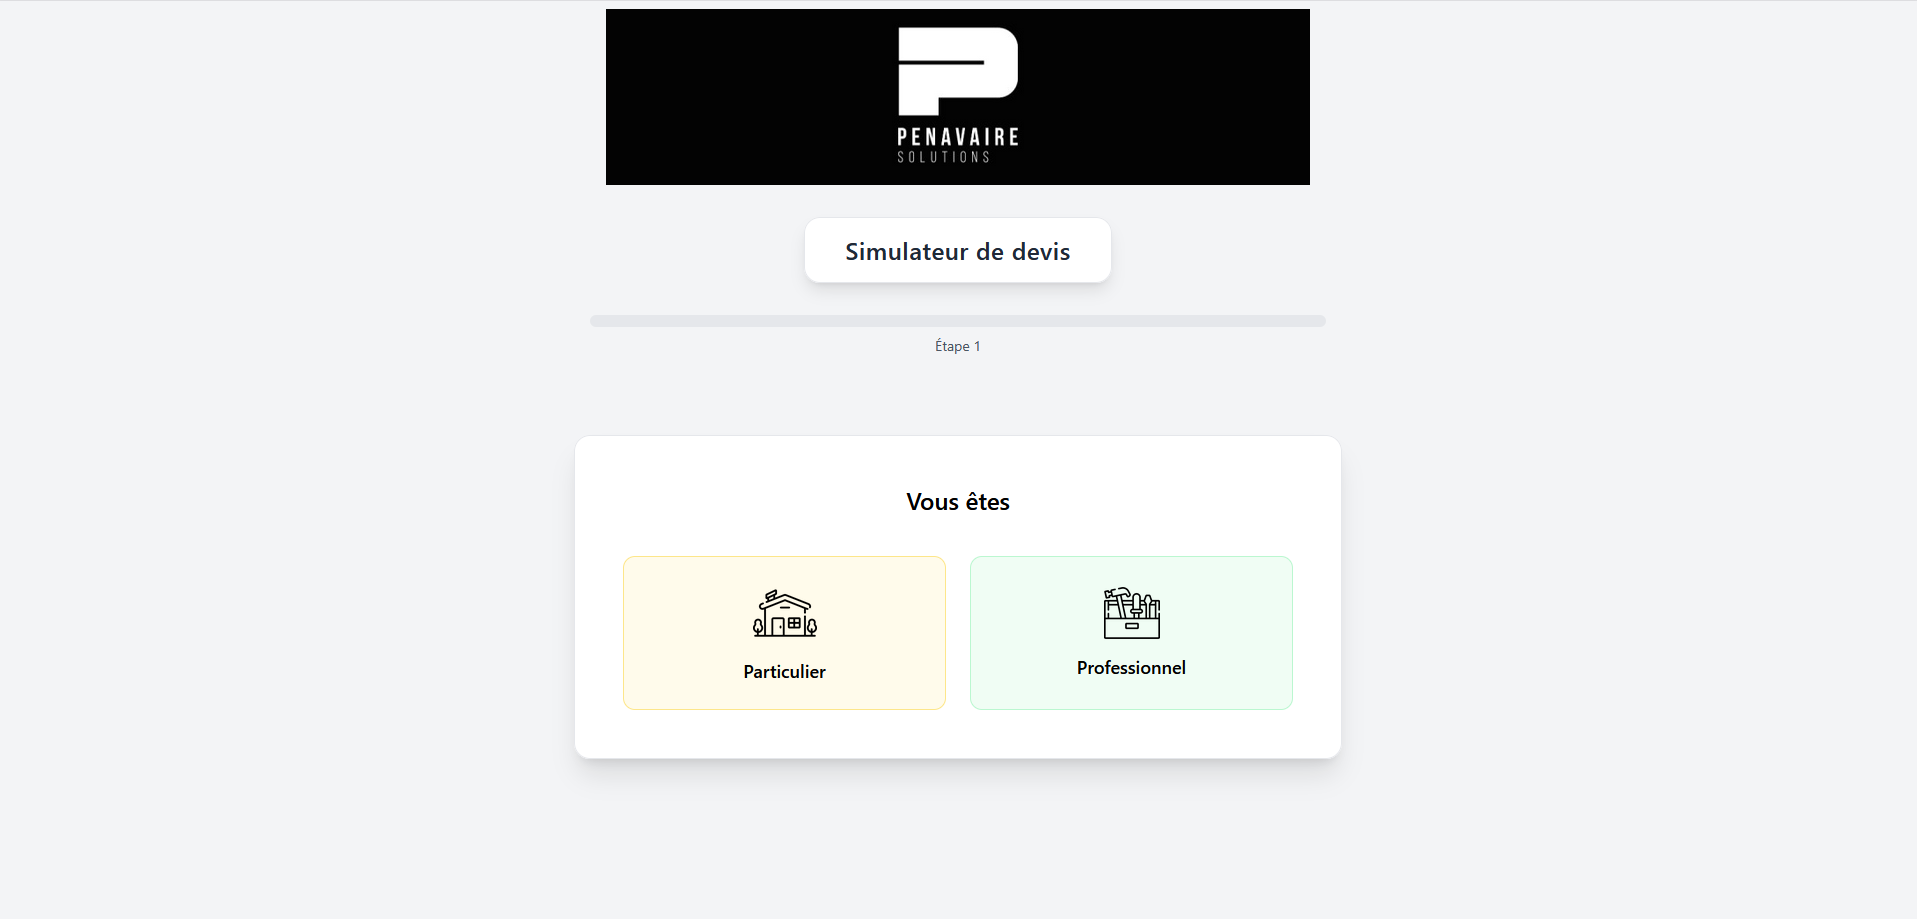 PENAVAIRE
SOLUTIONS
Simulateur de devis
Étape 1
Vous êtes
Particulier
Professionnel